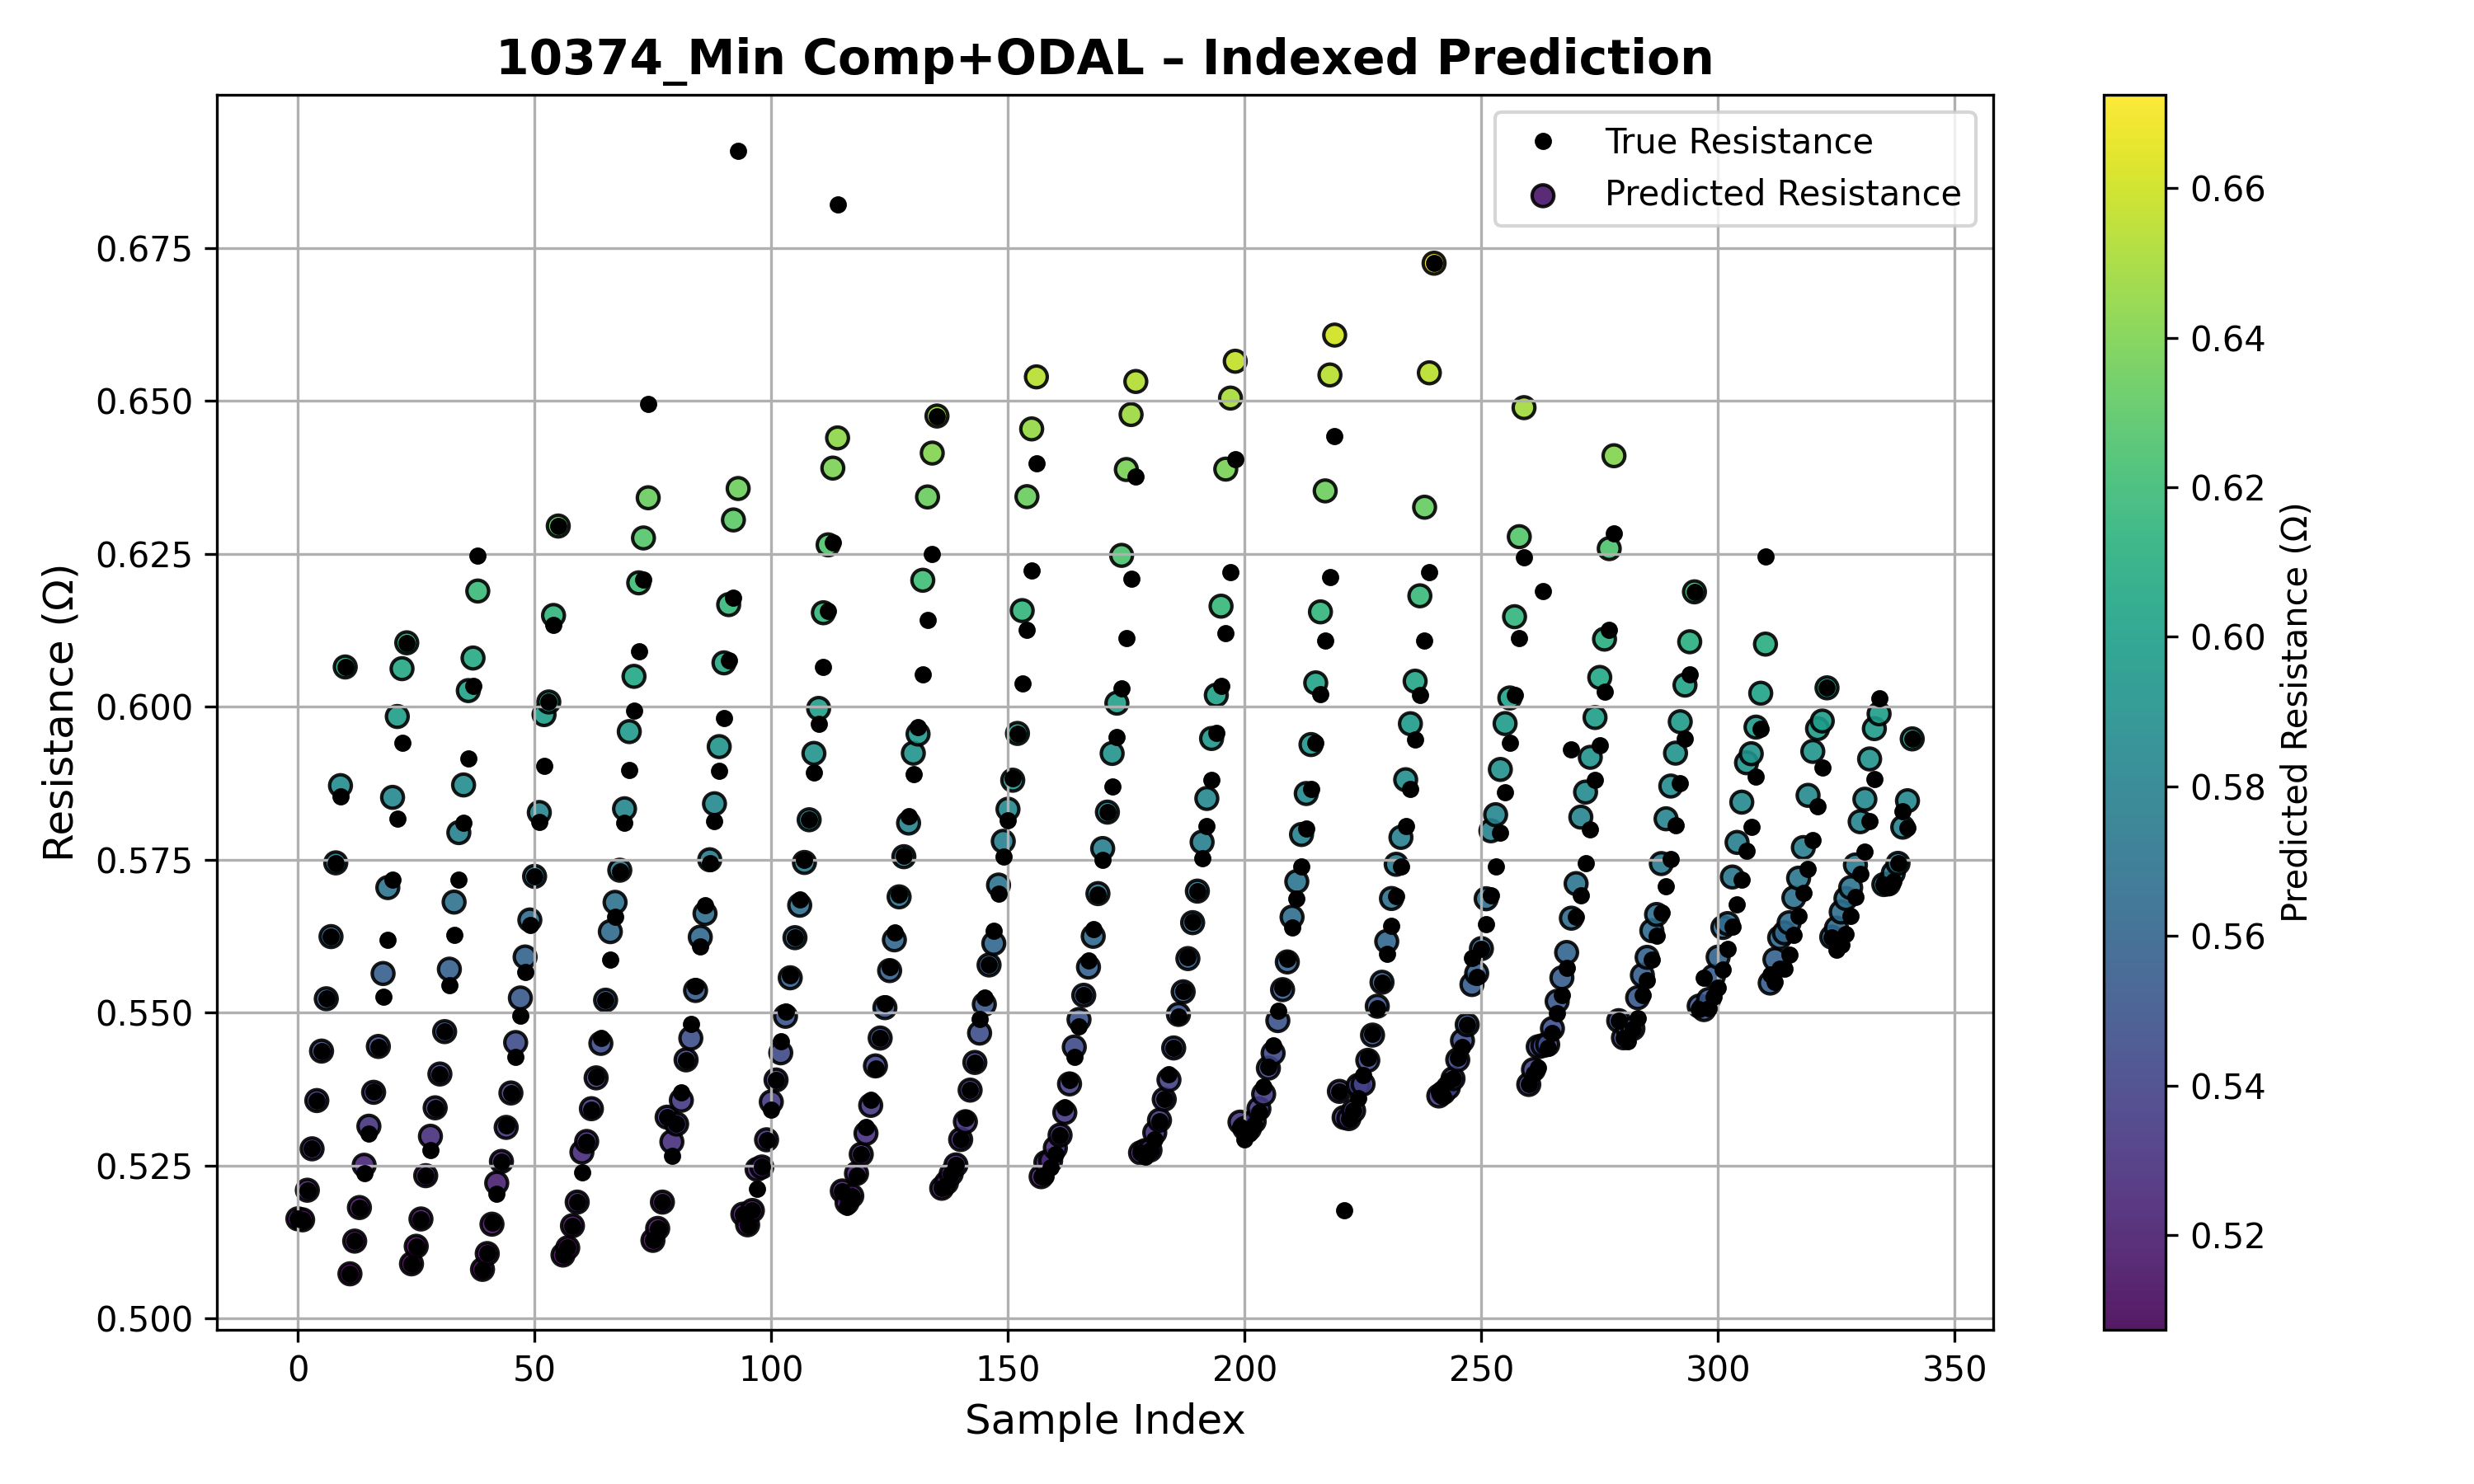 10374_Min Comp+ODAL – Indexed Prediction
True Resistance
Predicted Resistance
Resistance (Ω)
0.675
0.650
0.625
0.600
0.575
0.550
0.525
0.500
0 50 100 150 200 250 300 350
Sample Index
0.66
0.64
0.62
0.60
0.58
0.56
0.54
0.52
Predicted Resistance (Ω)